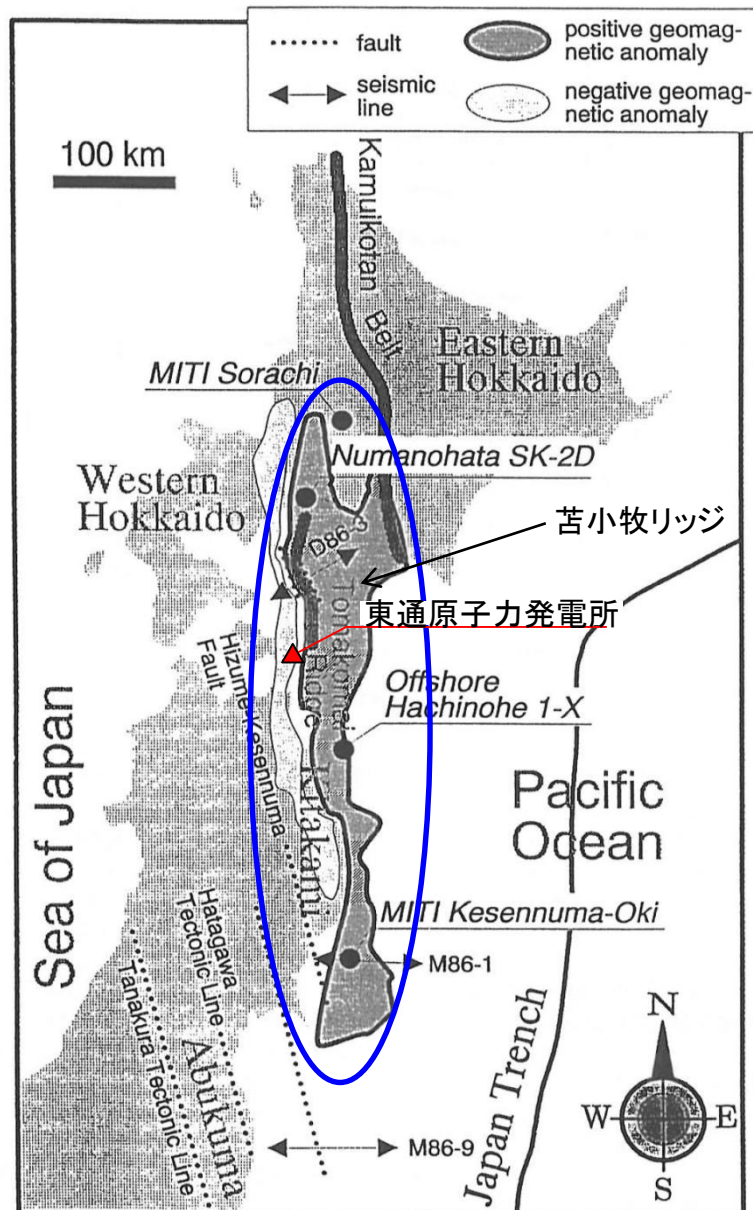 fault
seismic
line
positive geomag-
netic anomaly
negative geomag-
netic anomaly
100 km
Kamuikotan
Belt
Eastern
Hokkaido
MITI Sorachi
Numanohata SK-2D
Western
Hokkaido
D86-3
苫小牧リッジ
Tomakomai
Ridge
東通原子力発電所
Hizume-Kesennuma
Fault
Offshore
Hachinohe 1-X
Sea of Japan
Pacific
Ocean
Kitakami
MITI Kesennuma-Oki
Hatagawa
Tectonic Line
M86-1
Tanakura Tectonic Line
Abukuma
Japan Trench
M86-9
N
W
E
S